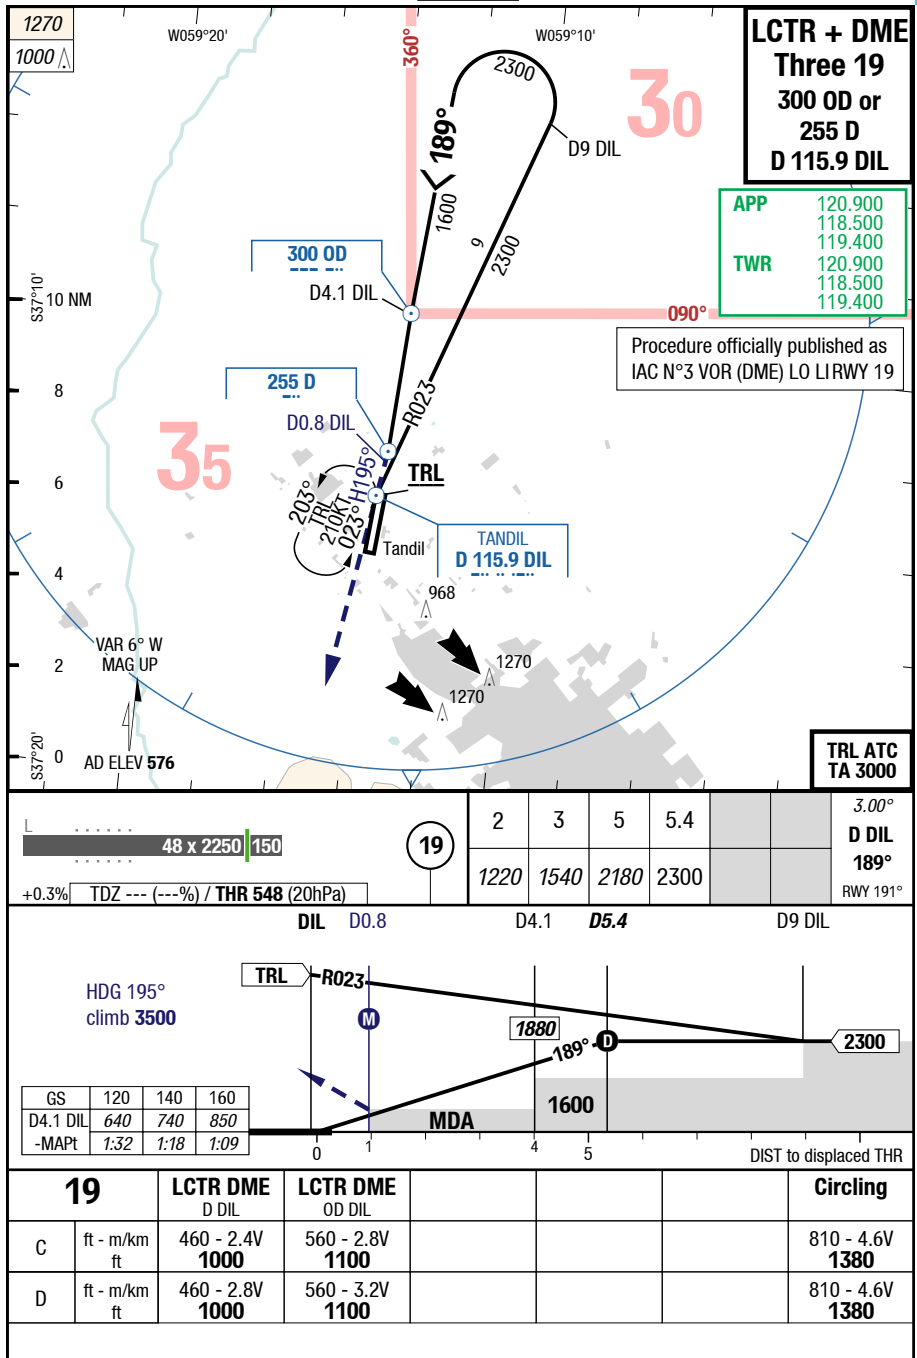 1270
1000
W059°20'
W059°10'
LCTR + DME
Three 19
300 OD or
255 D
D 115.9 DIL
360°
2300
30
189°
D9 DIL
1600
9
2300
APP 120.900
118.500
119.400
TWR 120.900
118.500
119.400
300 OD
D4.1 DIL
S37°10'
10 NM
090°
Procedure officially published as
IAC N°3 VOR (DME) LO LIRWY 19
255 D
8
D0.8 DIL
R023
35
H195°
TRL
6
203°
TRL
210KT
023°
Tandil
TANDIL
D 115.9 DIL
4
968
VAR 6° W
MAG UP
2
1270
1270
S37°20'
0
AD ELEV 576
TRL ATC
TA 3000
L
48 x 2250 150
+0.3%
TDZ --- (---%) / THR 548 (20hPa)
19
2 3 5 5.4
1220 1540 2180 2300
3.00°
D DIL
189°
RWY 191°
DIL D0.8 D4.1 D5.4 D9 DIL
TRL
R023
HDG 195°
climb 3500
M
1880
189°
D
2300
GS 120 140 160
D4.1 DIL 640 740 850
-MAPt 1:32 1:18 1:09
MDA
1600
0 1 4 5
DIST to displaced THR
19 LCTR DME LCTR DME Circling
D DIL OD DIL
C ft - m/km 460 - 2.4V 560 - 2.8V 810 - 4.6V
ft 1000 1100 1380
D ft - m/km 460 - 2.8V 560 - 3.2V 810 - 4.6V
ft 1000 1100 1380